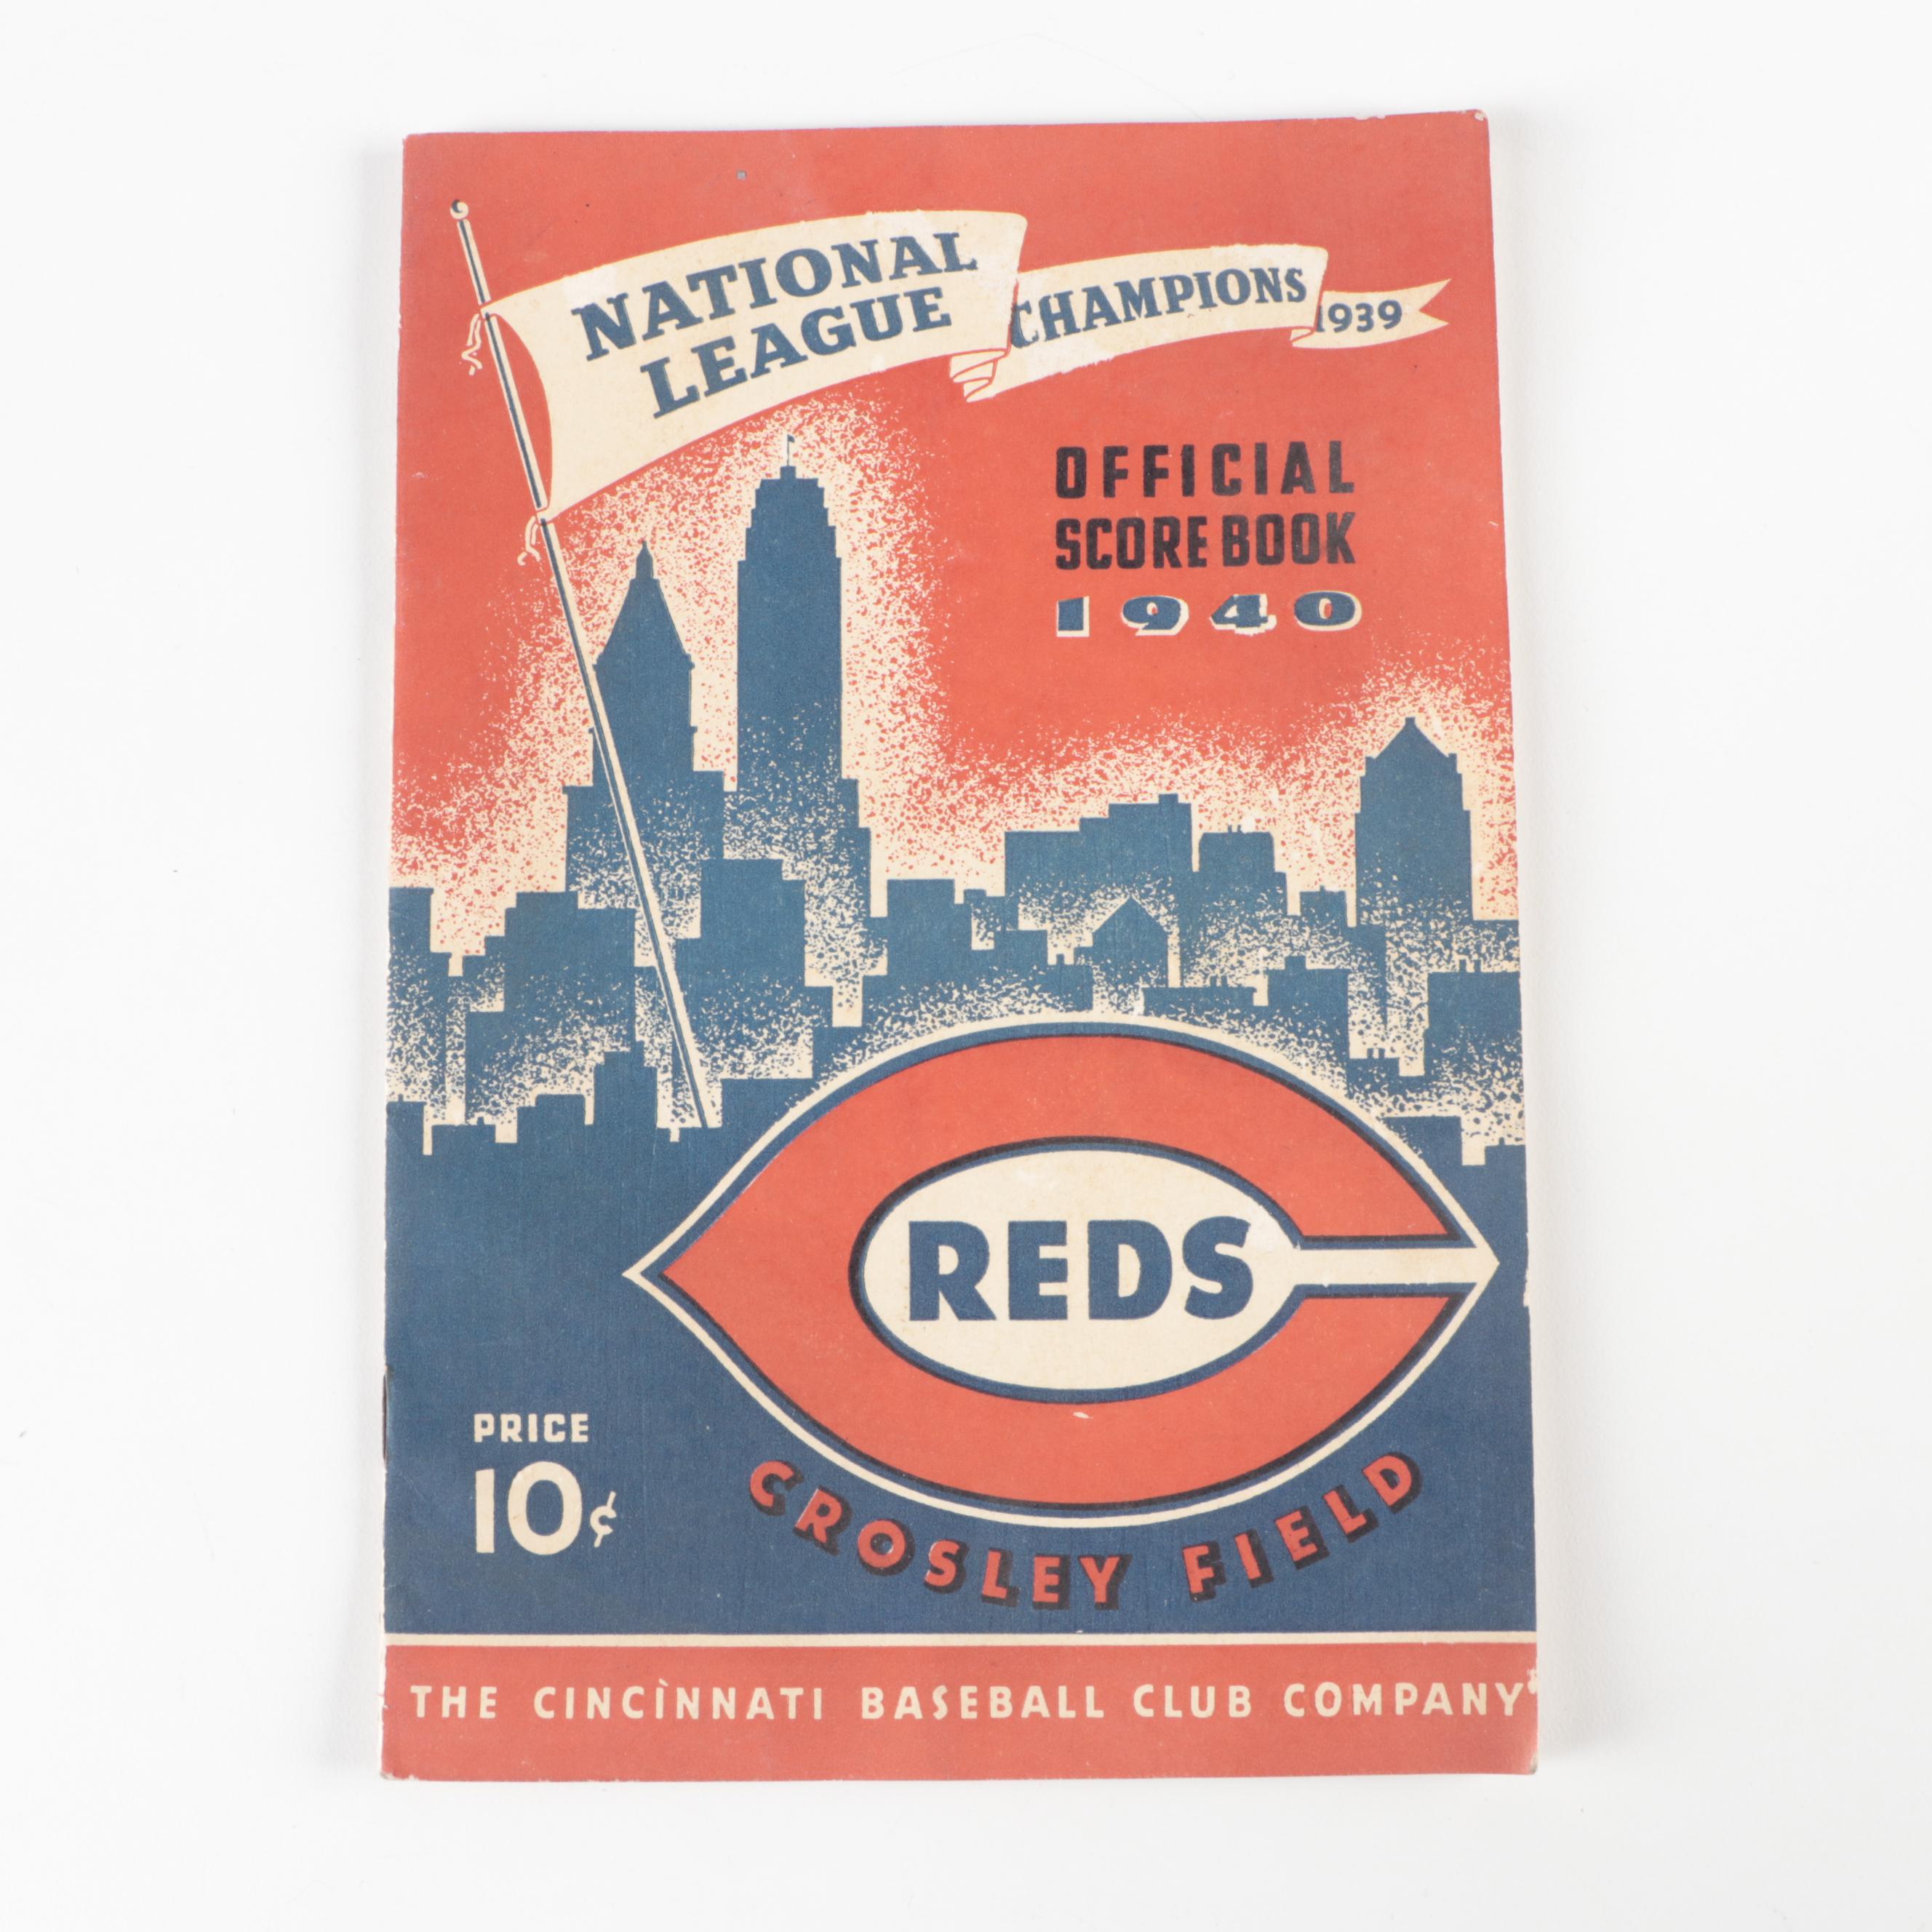 NATIONAL
LEAGUE
CHAMPIONS
1939
OFFICIAL
SCORE BOOK
1940
REDS
PRICE
10¢
CROSLEY FIELD
THE CINCINNATI BASEBALL CLUB COMPANY